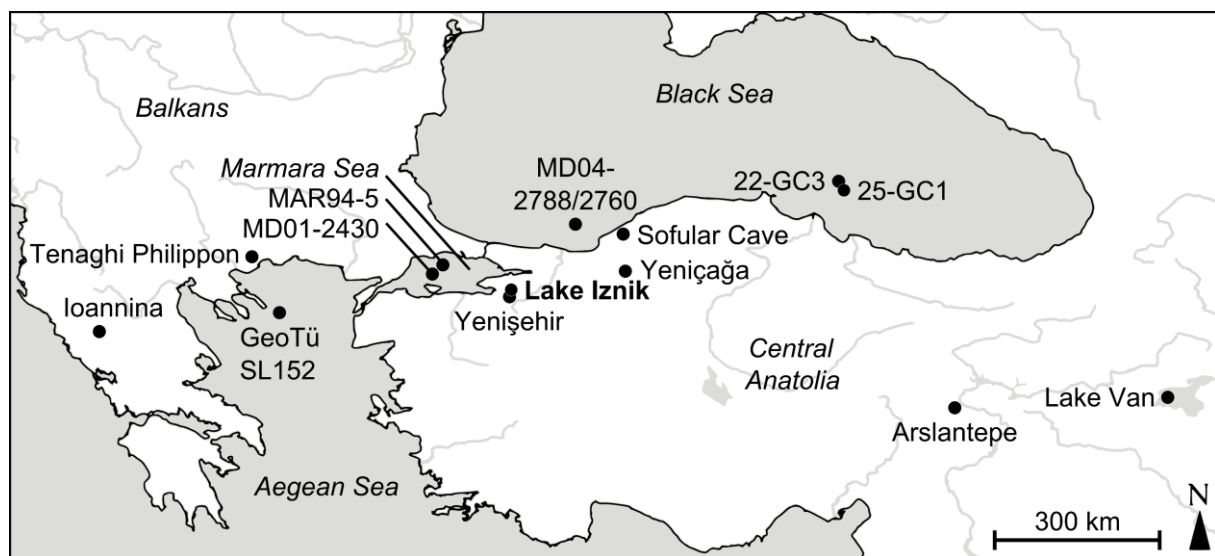 Balkans
Black Sea
Marmara Sea
MAR94-5
MD01-2430
MD04-
2788/2760
22-GC3
25-GC1
Sofular Cave
Tenaghi Philippon
Yeniçağa
Lake Iznik
Yenişehir
Ioannina
GeoTü
SL152
Central
Anatolia
Lake Van
Arslantepe
Aegean Sea
300 km
N